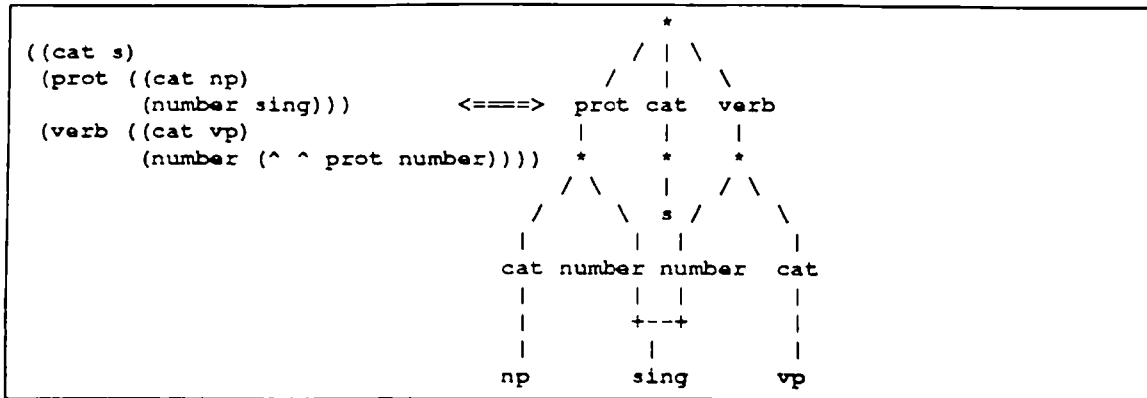 *
((cat s)                                             /  |  \
 (prot ((cat np)                                   /    |    \
        (number sing)))       <====>   prot cat  verb
 (verb ((cat vp)                        |    |     |
        (number (^ ^ prot number))))    *    *     *
                                       / \   |    / \
                                     /    \  s  /    \
                                    |      |   |      |
                                   cat number number  cat
                                    |      |   |      |
                                    |      +--+       |
                                    |       |         |
                                   np     sing       vp